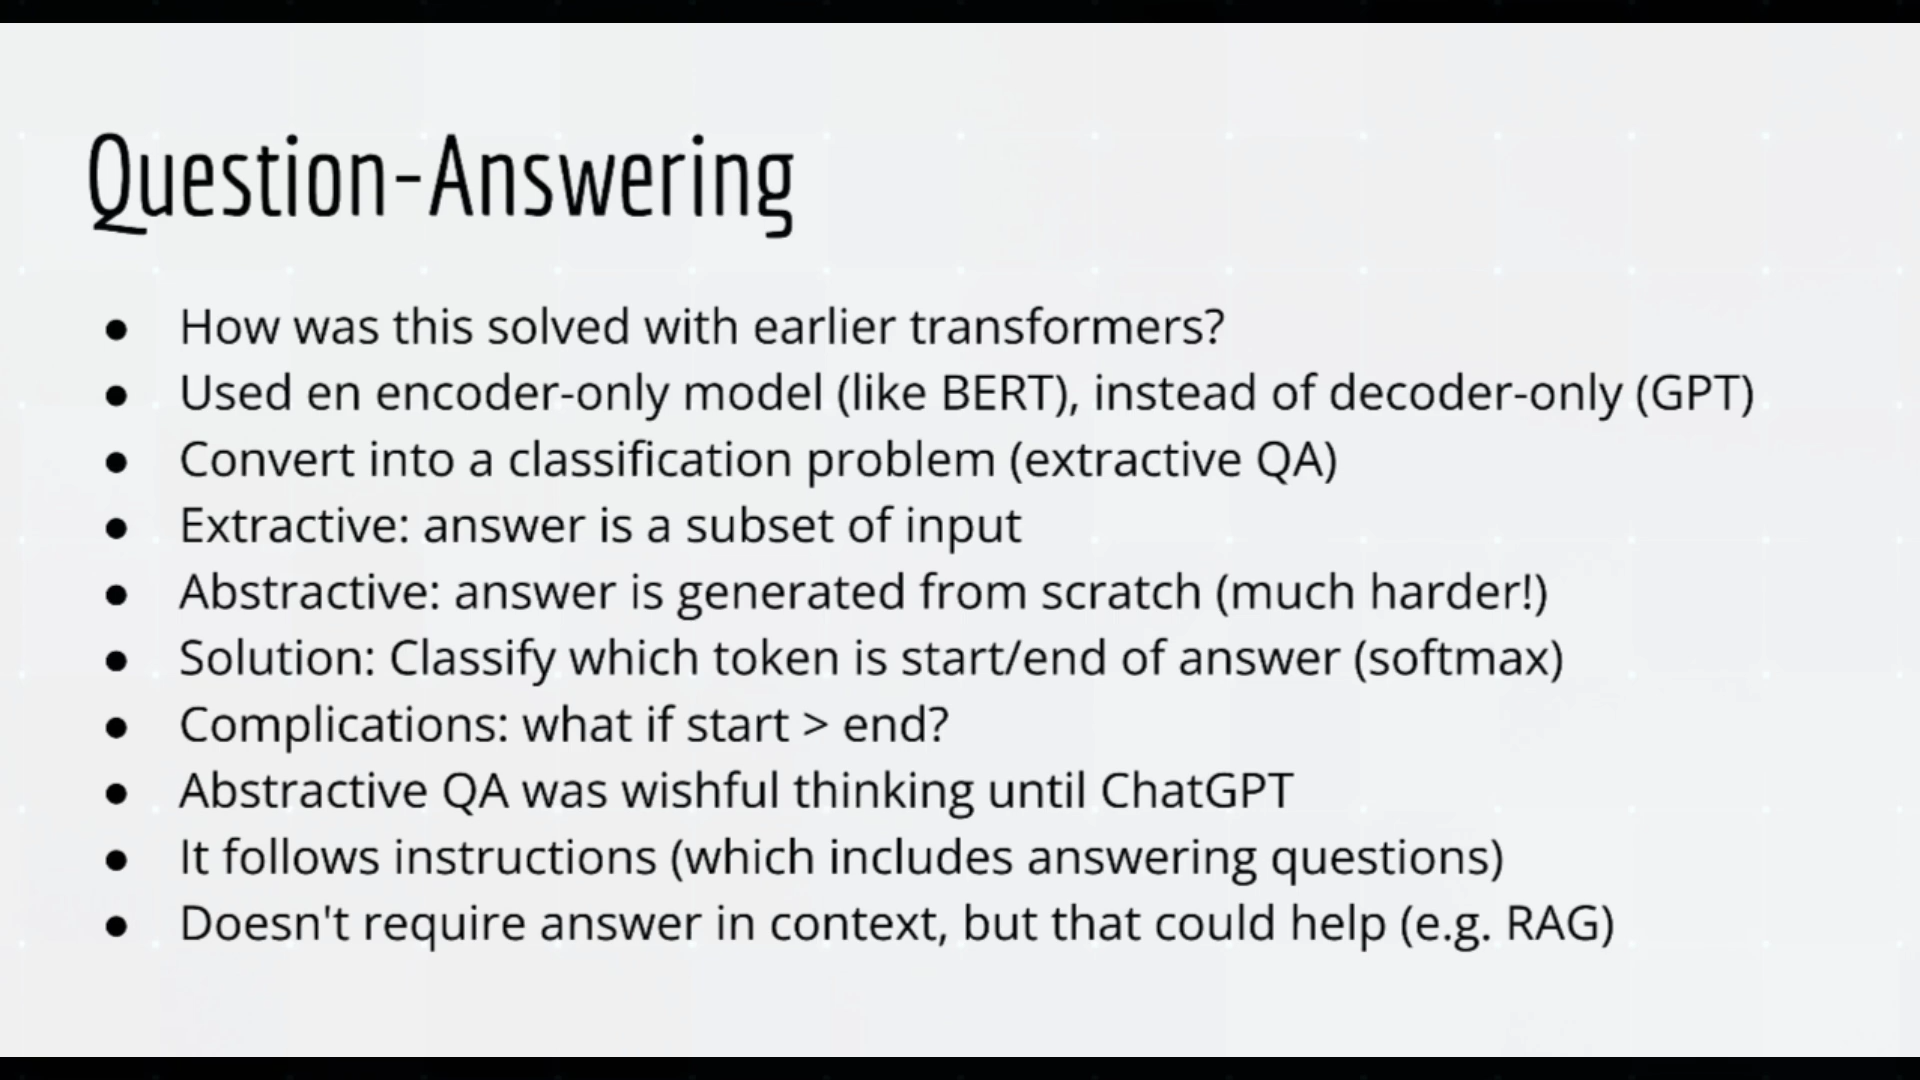 Question-Answering
● How was this solved with earlier transformers?
● Used en encoder-only model (like BERT), instead of decoder-only (GPT)
● Convert into a classification problem (extractive QA)
● Extractive: answer is a subset of input
● Abstractive: answer is generated from scratch (much harder!)
● Solution: Classify which token is start/end of answer (softmax)
● Complications: what if start > end?
● Abstractive QA was wishful thinking until ChatGPT
● It follows instructions (which includes answering questions)
● Doesn't require answer in context, but that could help (e.g. RAG)